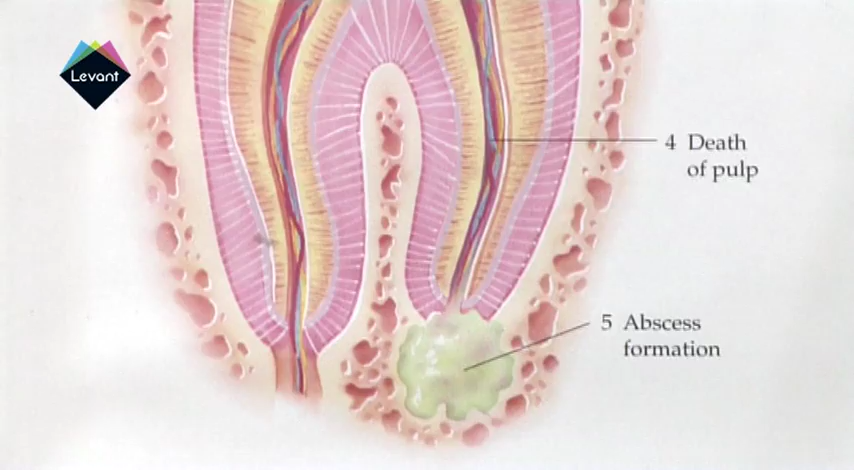 Levant
4 Death
of pulp
5 Abscess
formation